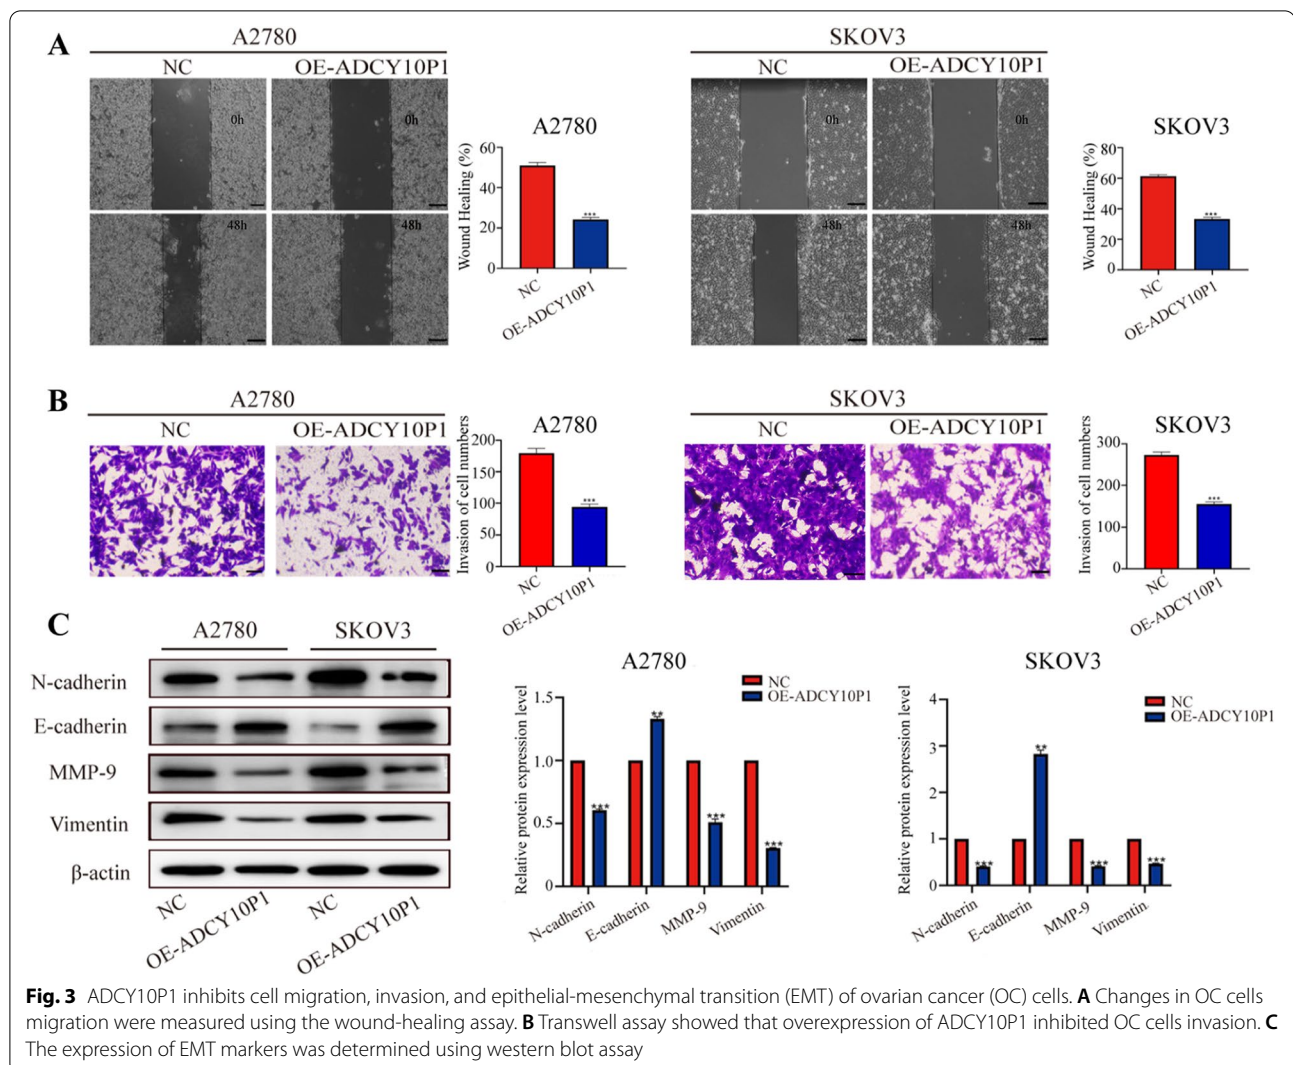 A
A2780
NC OE-ADCY10P1
0h 0h
48h 48h
A2780
Wound Healing (%)
60
40
20
0
***
NC
OE-ADCY10P1
SKOV3
NC OE-ADCY10P1
0h 0h
48h 48h
SKOV3
Wound Healing (%)
80
60
40
20
0
***
NC
OE-ADCY10P1
B
A2780
NC OE-ADCY10P1
A2780
Invasion of cell numbers
200
150
100
50
0
***
NC
OE-ADCY10P1
SKOV3
NC OE-ADCY10P1
SKOV3
Invasion of cell numbers
300
200
100
0
***
NC
OE-ADCY10P1
C
A2780 SKOV3
N-cadherin
E-cadherin
MMP-9
Vimentin
β-actin
NC OE-ADCY10P1 NC OE-ADCY10P1
A2780
NC
OE-ADCY10P1
Relative protein expression level
1.5
1.0
0.5
0
*** ** *** ***
N-cadherin E-cadherin MMP-9 Vimentin
SKOV3
NC
OE-ADCY10P1
Relative protein expression level
4
3
2
1
0
*** ** *** ***
N-cadherin E-cadherin MMP-9 Vimentin
Fig. 3 ADCY10P1 inhibits cell migration, invasion, and epithelial-mesenchymal transition (EMT) of ovarian cancer (OC) cells. A Changes in OC cells
migration were measured using the wound-healing assay. B Transwell assay showed that overexpression of ADCY10P1 inhibited OC cells invasion. C
The expression of EMT markers was determined using western blot assay